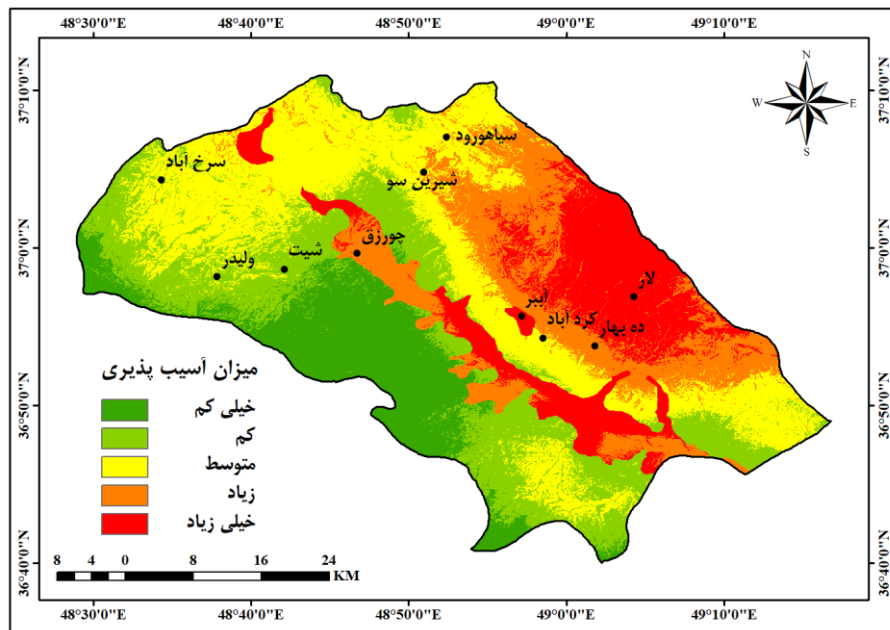 48°30'0"E 48°40'0"E 48°50'0"E 49°0'0"E 49°10'0"E
37°10'0"N 37°10'0"N
N
W E
S
سیاهورود
سرخ آباد
شیرین سو
37°0'0"N 37°0'0"N
چورزق
شیت
ولیدر
لار
آببر
کرد آباد
ده بهار
میزان آسیب پذیری
36°50'0"N 36°50'0"N
خیلی کم
کم
متوسط
زیاد
خیلی زیاد
36°40'0"N 36°40'0"N
8 4 0 8 16 24
KM
48°30'0"E 48°40'0"E 48°50'0"E 49°0'0"E 49°10'0"E